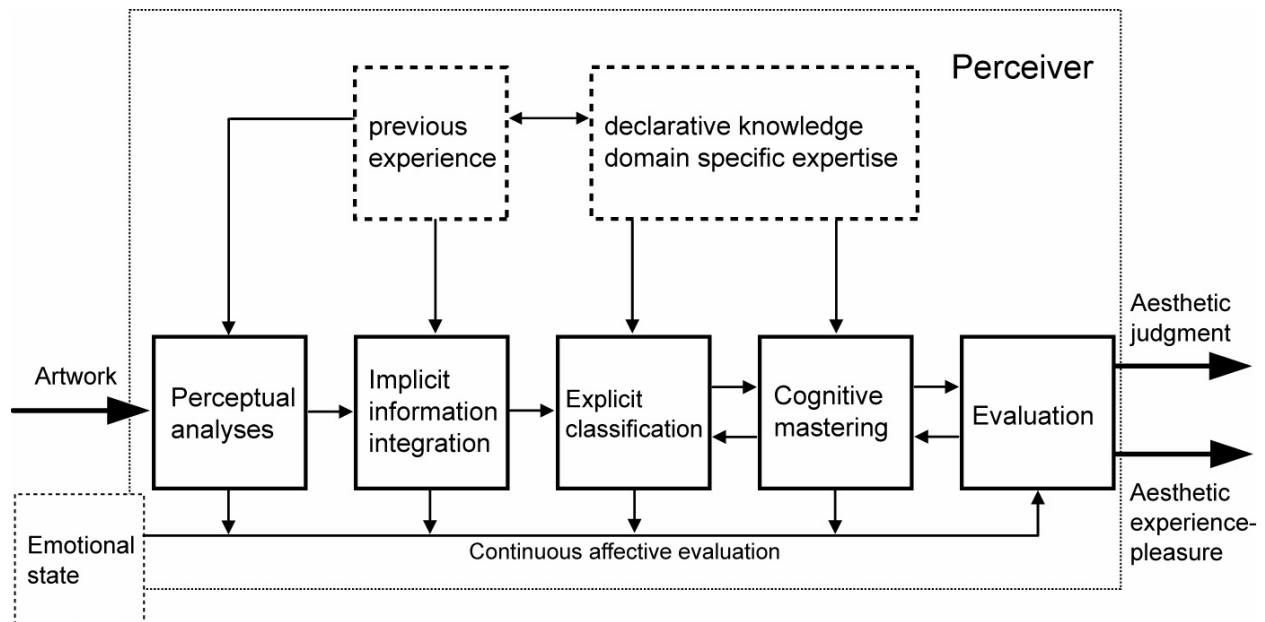 Perceiver
previous
experience
declarative knowledge
domain specific expertise
Artwork
Perceptual
analyses
Implicit
information
integration
Explicit
classification
Cognitive
mastering
Evaluation
Aesthetic
judgment
Aesthetic
experience-
pleasure
Emotional
state
Continuous affective evaluation